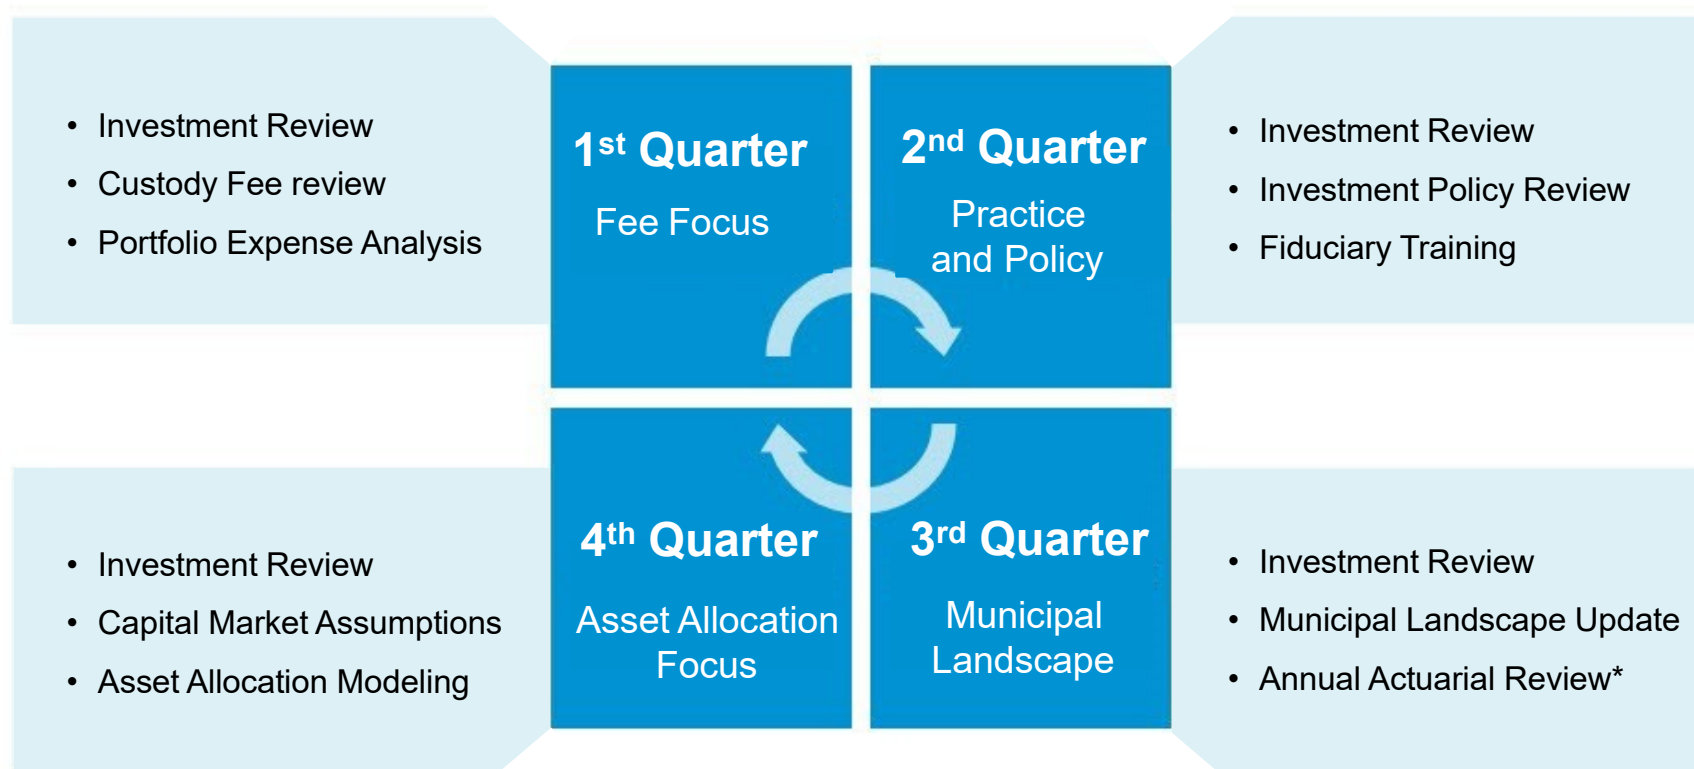 • Investment Review
• Custody Fee review
• Portfolio Expense Analysis
1st Quarter
Fee Focus
2nd Quarter
Practice
and Policy
• Investment Review
• Investment Policy Review
• Fiduciary Training
• Investment Review
• Capital Market Assumptions
• Asset Allocation Modeling
4th Quarter
Asset Allocation
Focus
3rd Quarter
Municipal
Landscape
• Investment Review
• Municipal Landscape Update
• Annual Actuarial Review*